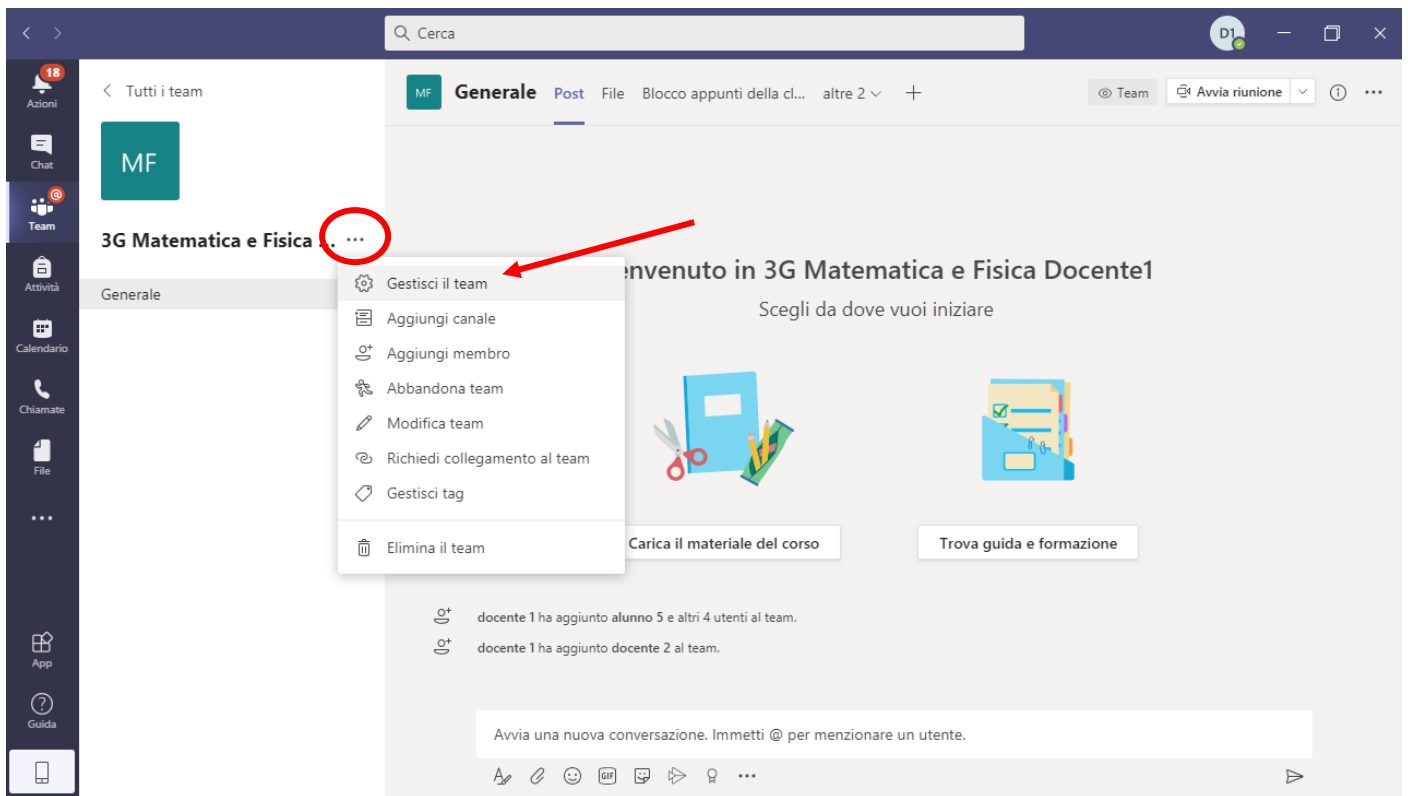 Cerca
D1
18
Azioni
Chat
@
Team
Attività
Calendario
Chiamate
File
App
Guida
Tutti i team
MF
3G Matematica e Fisica ...
Generale
Gestisci il team
Aggiungi canale
Aggiungi membro
Abbandona team
Modifica team
Richiedi collegamento al team
Gestisci tag
Elimina il team
MF Generale Post File Blocco appunti della cl... altre 2
Team Avvia riunione
envenuto in 3G Matematica e Fisica Docente1
Scegli da dove vuoi iniziare
Carica il materiale del corso
Trova guida e formazione
docente 1 ha aggiunto alunno 5 e altri 4 utenti al team.
docente 1 ha aggiunto docente 2 al team.
Avvia una nuova conversazione. Immetti @ per menzionare un utente.
GIF